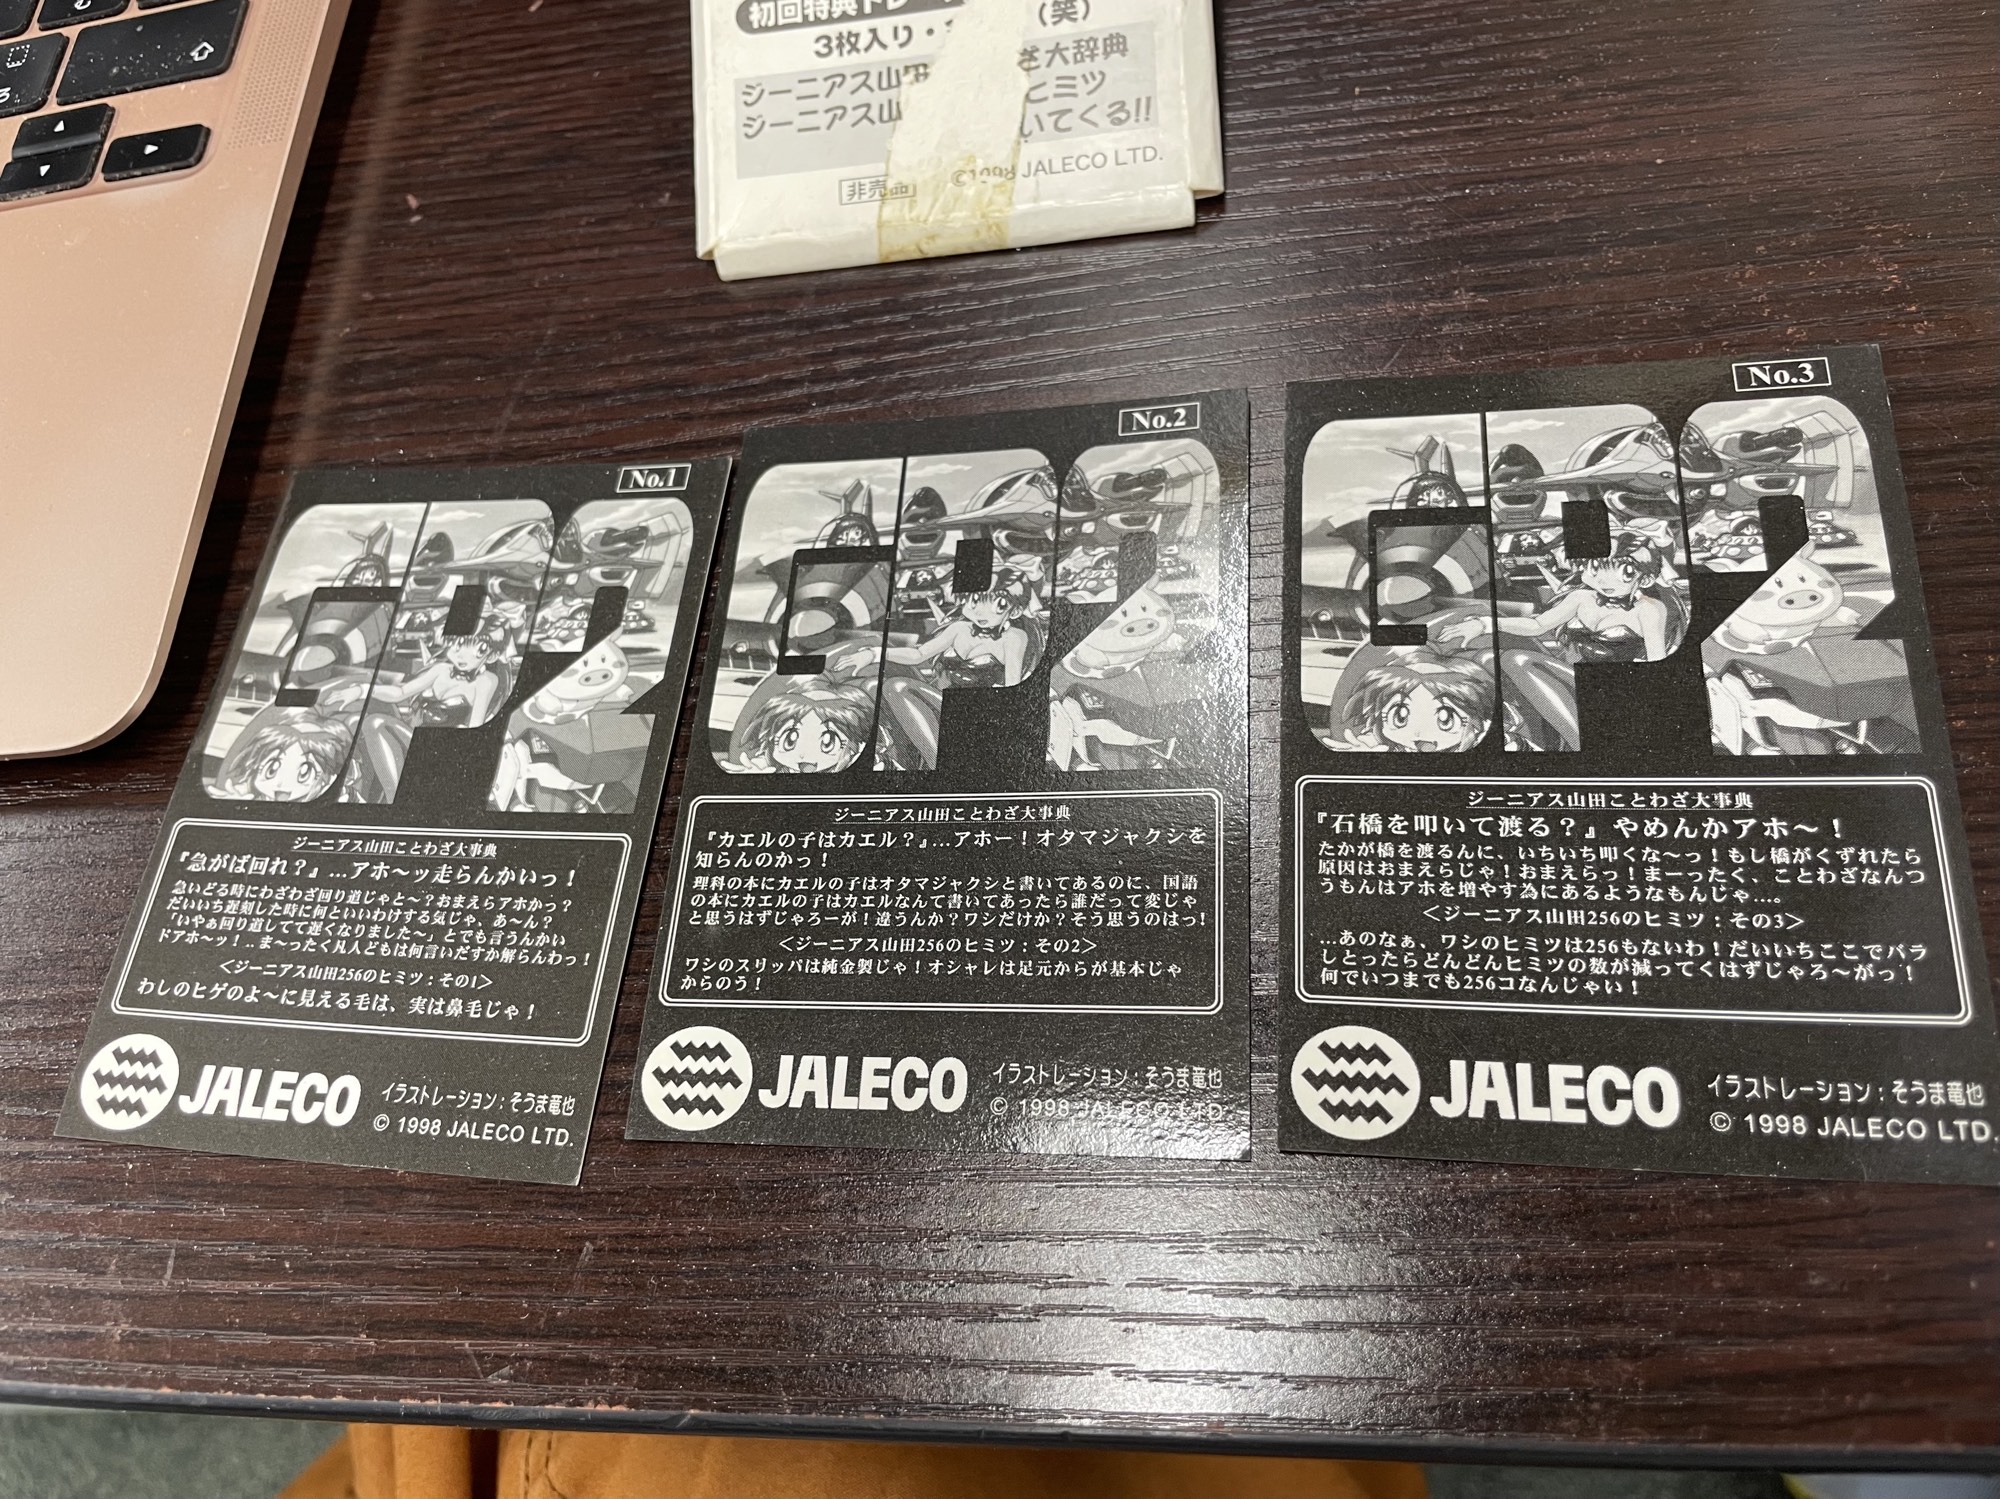 初回特典トレー (笑)
3枚入り・
ジーニアス山田 ざ大辞典
ジーニアス山 ヒミツ
いてくる!!
非売品
©1998 JALECO LTD.
ろ
No.1
GP2
ジーニアス山田ことわざ大事典
『急がば回れ？』…アホ〜ッ走らんかいっ！
急いどる時にわざわざ回り道じゃと〜？おまえらアホかっ？
だいいち遅刻した時に何といいわけする気じゃ、あ〜ん？
「いやぁ回り道してて遅くなりました〜」とでも言うんかい
ドアホ〜ッ！..ま〜ったく凡人どもは何言いだすか解らんわっ！
＜ジーニアス山田256のヒミツ：その1＞
わしのヒゲのよ〜に見える毛は、実は鼻毛じゃ！
JALECO
イラストレーション：そうま竜也
© 1998 JALECO LTD.
No.2
GP2
ジーニアス山田ことわざ大事典
『カエルの子はカエル？』…アホー！オタマジャクシを
知らんのかっ！
理科の本にカエルの子はオタマジャクシと書いてあるのに、国語
の本にカエルの子はカエルなんて書いてあったら誰だって変じゃ
と思うはずじゃろーが！違うんか？ワシだけか？そう思うのはっ！
＜ジーニアス山田256のヒミツ：その2＞
ワシのスリッパは純金製じゃ！オシャレは足元からが基本じゃ
からのう！
JALECO
イラストレーション：そうま竜也
© 1998 JALECO LTD.
No.3
GP2
ジーニアス山田ことわざ大事典
『石橋を叩いて渡る？』やめんかアホ〜！
たかが橋を渡るんに、いちいち叩くな〜っ！もし橋がくずれたら
原因はおまえらじゃ！おまえらっ！まーったく、ことわざなんつ
うもんはアホを増やす為にあるようなもんじゃ…。
＜ジーニアス山田256のヒミツ：その3＞
…あのなぁ、ワシのヒミツは256もないわ！だいいちここでバラ
しとったらどんどんヒミツの数が減ってくはずじゃろ〜がっ！
何でいつまでも256コなんじゃい！
JALECO
イラストレーション：そうま竜也
© 1998 JALECO LTD.